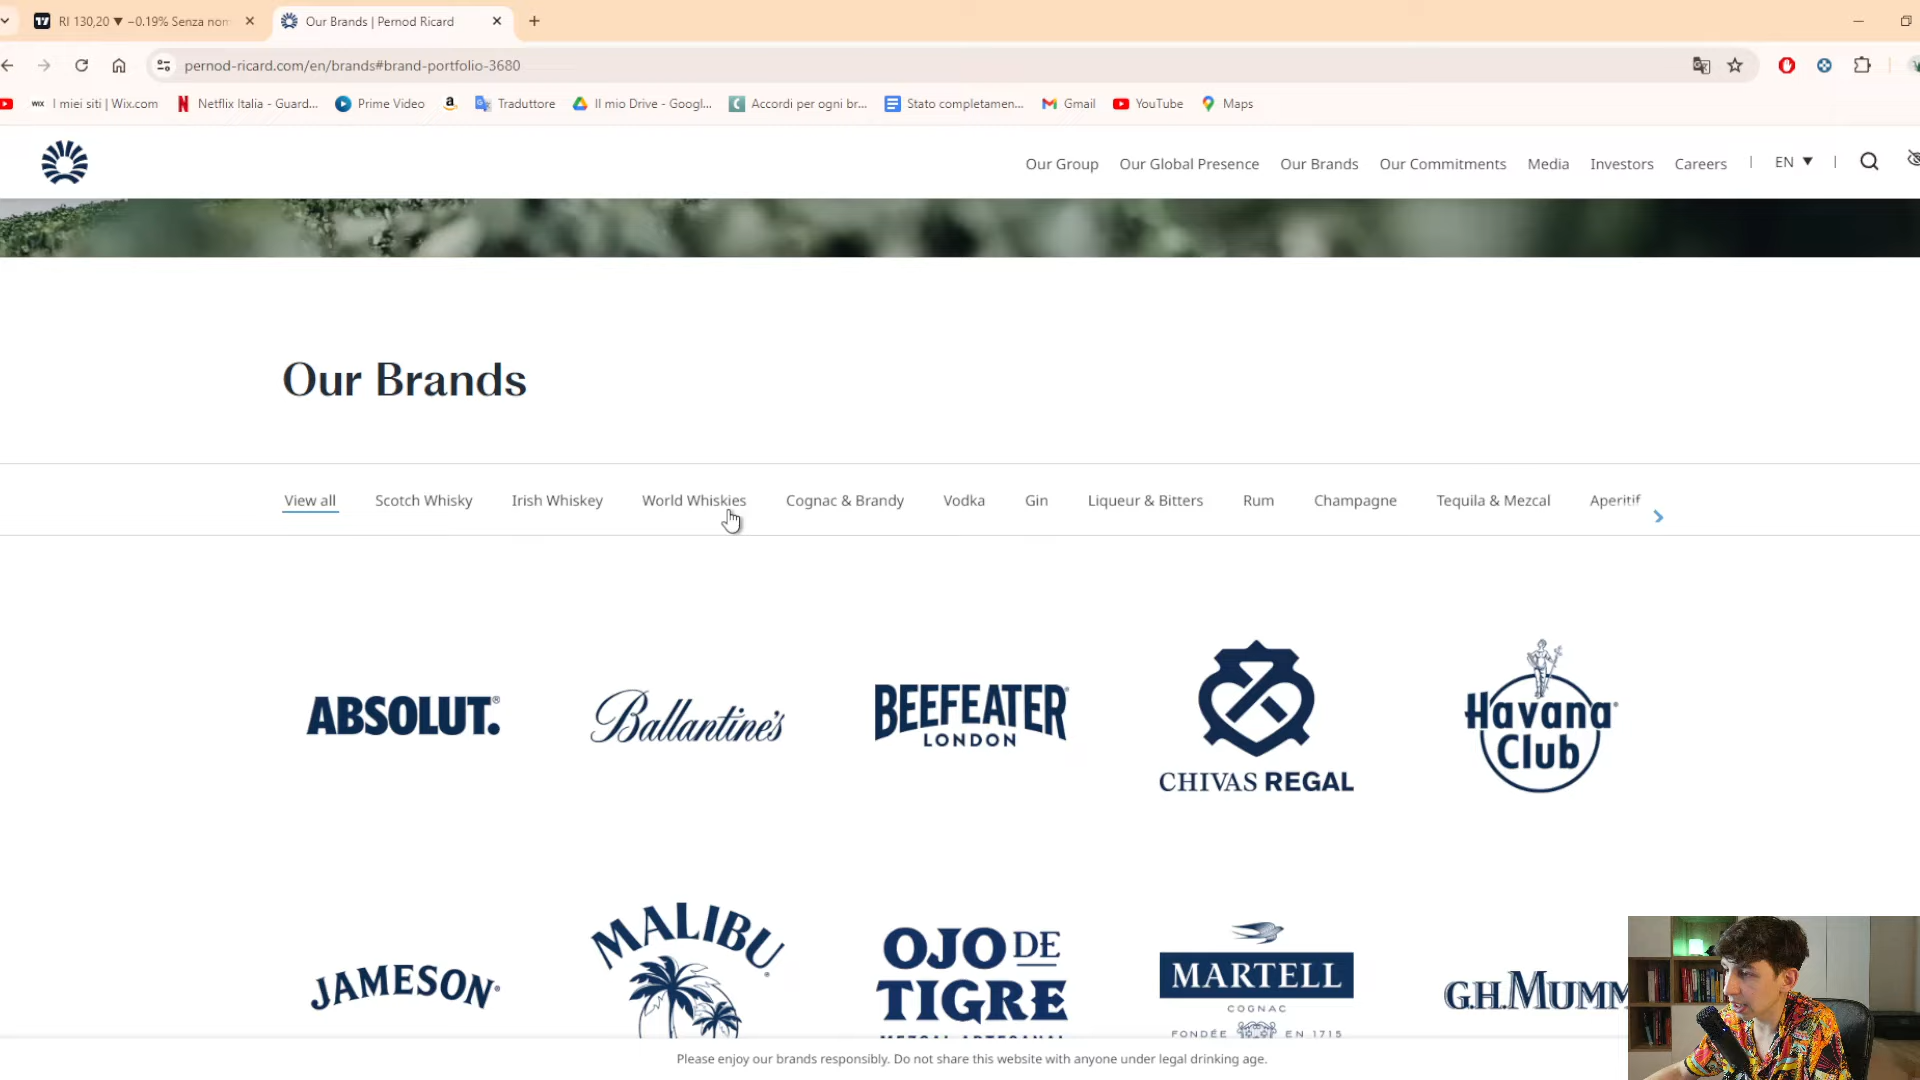 RI 130,20 ▼ −0.19% Senza nom
Our Brands | Pernod Ricard
pernod-ricard.com/en/brands#brand-portfolio-3680
WIX I miei siti | Wix.com
Netflix Italia - Guard...
Prime Video
Traduttore
Il mio Drive - Googl...
Accordi per ogni br...
Stato completamen...
Gmail
YouTube
Maps
Our Group Our Global Presence Our Brands Our Commitments Media Investors Careers | EN ▼ |
Our Brands
View all Scotch Whisky Irish Whiskey World Whiskies Cognac & Brandy Vodka Gin Liqueur & Bitters Rum Champagne Tequila & Mezcal Aperitif
ABSOLUT.
Ballantine's
BEEFEATER
LONDON
CHIVAS REGAL
Havana
Club
JAMESON
MALIBU
OJO DE
TIGRE
MEZCAL ARTESANAL
MARTELL
COGNAC
FONDÉE EN 1715
G.H.MUMM
Please enjoy our brands responsibly. Do not share this website with anyone under legal drinking age.